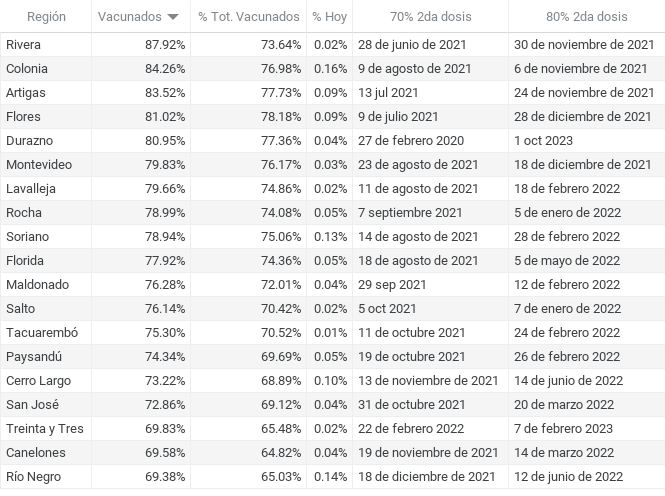 Región Vacunados % Tot. Vacunados % Hoy 70% 2da dosis 80% 2da dosis
Rivera 87.92% 73.64% 0.02% 28 de junio de 2021 30 de noviembre de 2021
Colonia 84.26% 76.98% 0.16% 9 de agosto de 2021 6 de noviembre de 2021
Artigas 83.52% 77.73% 0.09% 13 jul 2021 24 de noviembre de 2021
Flores 81.02% 78.18% 0.09% 9 de julio 2021 28 de diciembre de 2021
Durazno 80.95% 77.36% 0.04% 27 de febrero 2020 1 oct 2023
Montevideo 79.83% 76.17% 0.03% 23 de agosto de 2021 18 de diciembre de 2021
Lavalleja 79.66% 74.86% 0.02% 11 de agosto de 2021 18 de febrero 2022
Rocha 78.99% 74.08% 0.05% 7 septiembre 2021 5 de enero de 2022
Soriano 78.94% 75.06% 0.13% 14 de agosto de 2021 28 de febrero 2022
Florida 77.92% 74.36% 0.05% 18 de agosto de 2021 5 de mayo de 2022
Maldonado 76.28% 72.01% 0.04% 29 sep 2021 12 de febrero 2022
Salto 76.14% 70.42% 0.02% 5 oct 2021 7 de enero de 2022
Tacuarembó 75.30% 70.52% 0.01% 11 de octubre 2021 24 de febrero 2022
Paysandú 74.34% 69.69% 0.05% 19 de octubre 2021 26 de febrero 2022
Cerro Largo 73.22% 68.89% 0.10% 13 de noviembre de 2021 14 de junio de 2022
San José 72.86% 69.12% 0.04% 31 de octubre 2021 20 de marzo 2022
Treinta y Tres 69.83% 65.48% 0.02% 22 de febrero 2022 7 de febrero 2023
Canelones 69.58% 64.82% 0.04% 19 de noviembre de 2021 14 de marzo 2022
Río Negro 69.38% 65.03% 0.14% 18 de diciembre de 2021 12 de junio de 2022